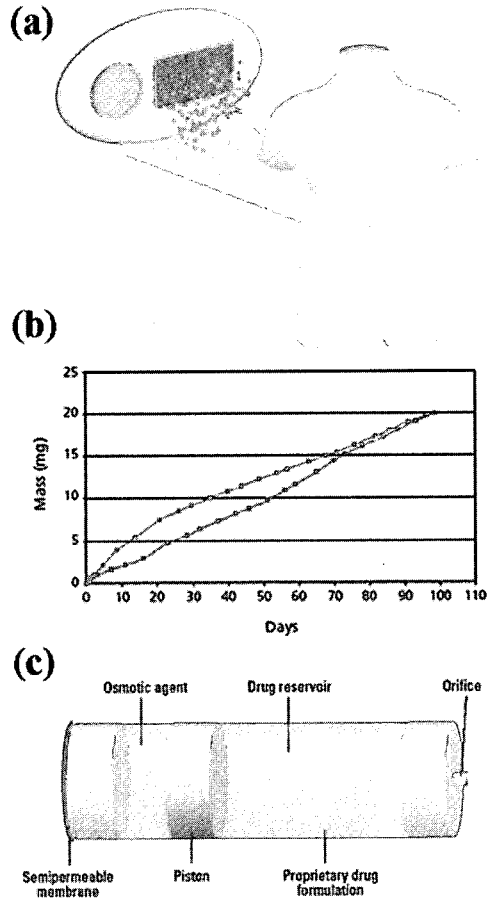 (a)
(b)
25
20
15
10
5
0
Mass (mg)
0 10 20 30 40 50 60 70 80 90 100 110
Days
(c)
Osmotic agent
Drug reservoir
Orifice
Semipermeable
membrane
Piston
Proprietary drug
formulation